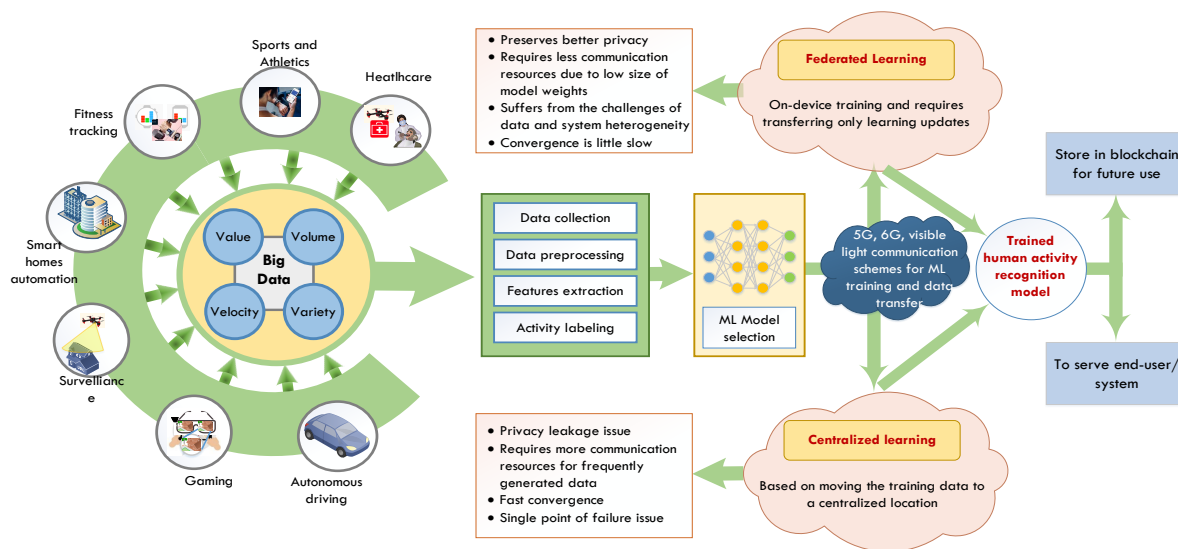 Sports and
Athletics
Heatlhcare
Fitness
tracking
Smart
homes
automation
Survellianc
e
Gaming
Autonomous
driving
Value
Volume
Big
Data
Velocity
Variety
Data collection
Data preprocessing
Features extraction
Activity labeling
ML Model
selection
• Preserves better privacy
• Requires less communication
resources due to low size of
model weights
• Suffers from the challenges of
data and system heterogeneity
• Convergence is little slow
Federated Learning
On-device training and requires
transferring only learning updates
5G, 6G, visible
light communication
schemes for ML
training and data
transfer
Trained
human activity
recognition
model
Store in blockchain
for future use
To serve end-user/
system
• Privacy leakage issue
• Requires more communication
resources for frequently
generated data
• Fast convergence
• Single point of failure issue
Centralized learning
Based on moving the training data to
a centralized location